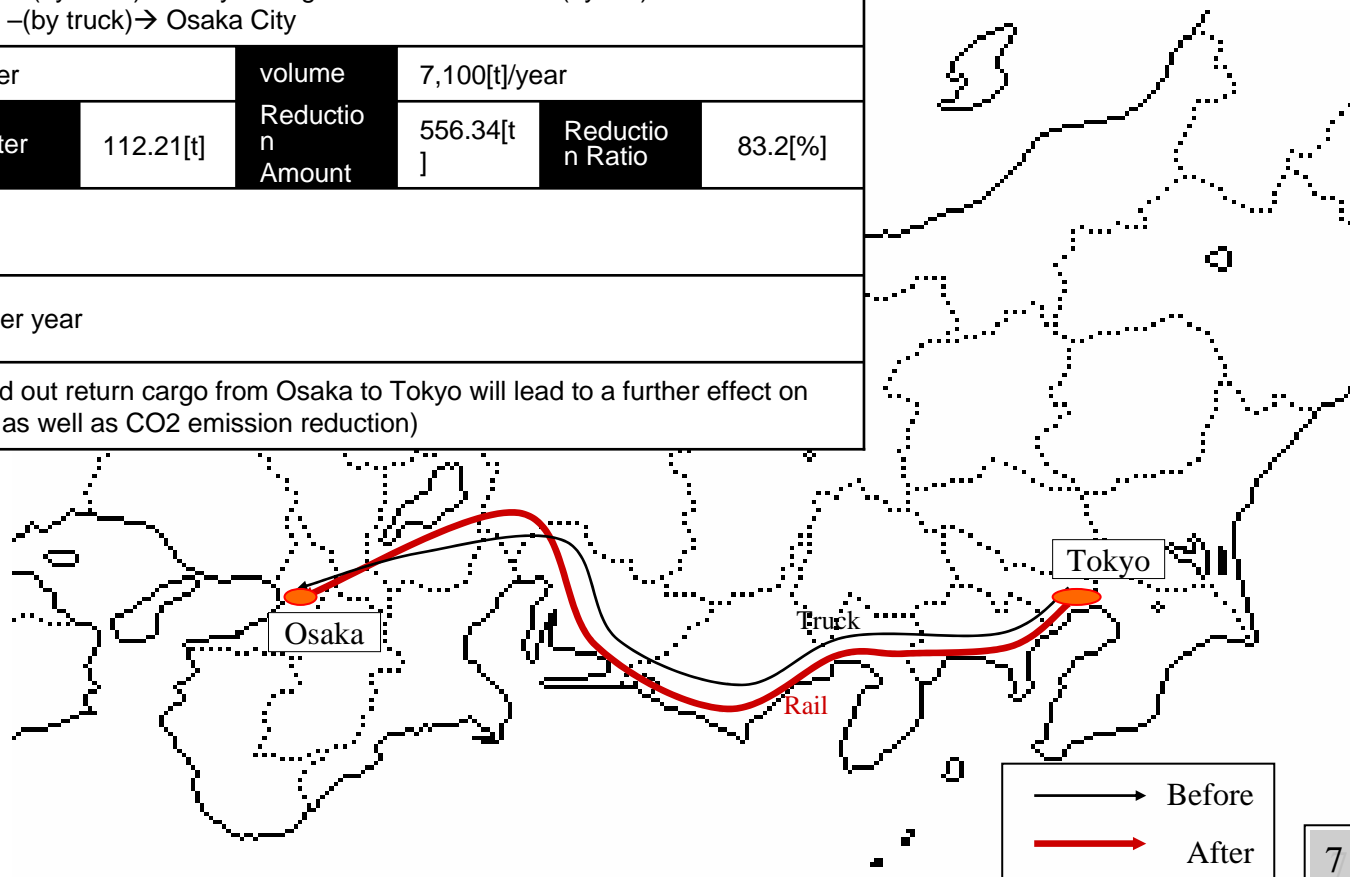 –(by truck)→ Osaka City
er
volume
7,100[t]/year
ter
112.21[t]
Reductio
n
Amount
556.34[t
]
Reductio
n Ratio
83.2[%]
er year
d out return cargo from Osaka to Tokyo will lead to a further effect on
as well as CO2 emission reduction)
Tokyo
Osaka
Truck
Rail
Before
After
7